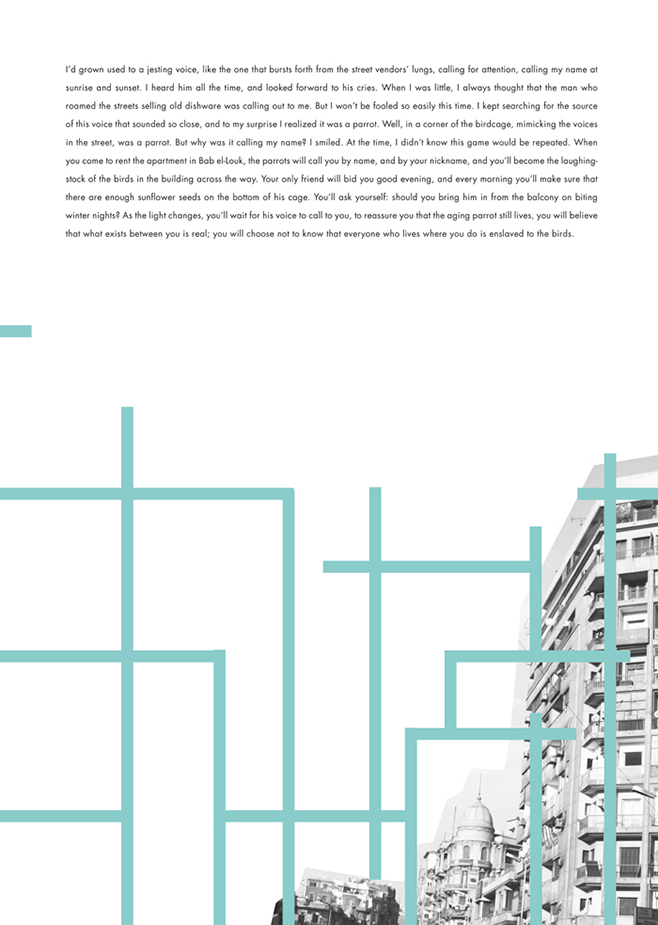 I’d grown used to a jesting voice, like the one that bursts forth from the street vendors’ lungs, calling for attention, calling my name at
sunrise and sunset. I heard him all the time, and looked forward to his cries. When I was little, I always thought that the man who
roamed the streets selling old dishware was calling out to me. But I won’t be fooled so easily this time. I kept searching for the source
of this voice that sounded so close, and to my surprise I realized it was a parrot. Well, in a corner of the birdcage, mimicking the voices
in the street, was a parrot. But why was it calling my name? I smiled. At the time, I didn’t know this game would be repeated. When
you come to rent the apartment in Bab el-Louk, the parrots will call you by name, and by your nickname, and you’ll become the laughing-
stock of the birds in the building across the way. Your only friend will bid you good evening, and every morning you’ll make sure that
there are enough sunflower seeds on the bottom of his cage. You’ll ask yourself: should you bring him in from the balcony on biting
winter nights? As the light changes, you’ll wait for his voice to call to you, to reassure you that the aging parrot still lives, you will believe
that what exists between you is real; you will choose not to know that everyone who lives where you do is enslaved to the birds.